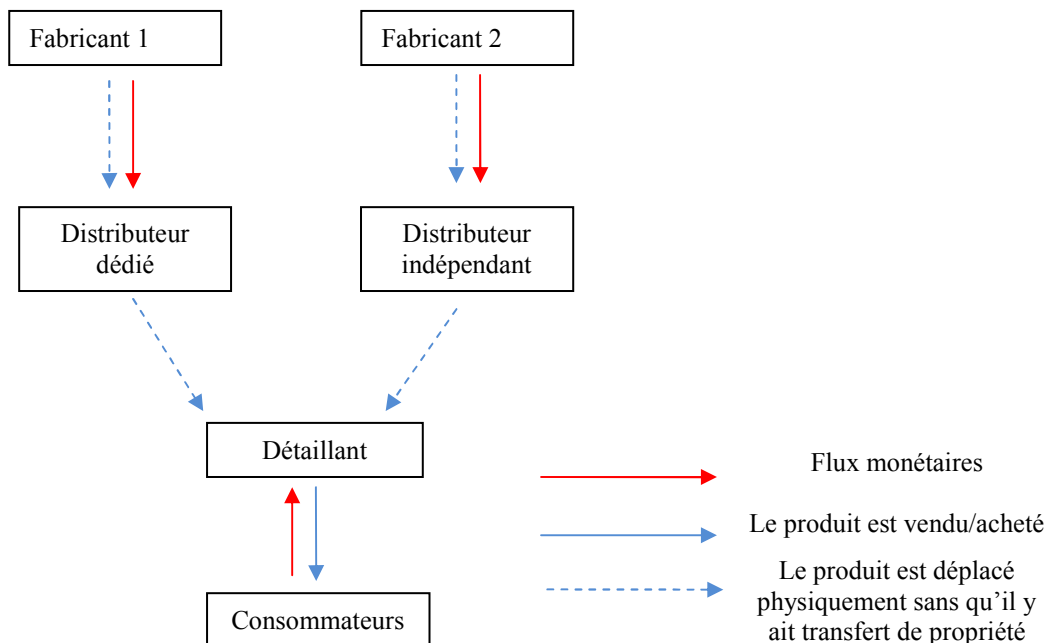 Fabricant 1
Fabricant 2
Distributeur
dédié
Distributeur
indépendant
Détaillant
Consommateurs
Flux monétaires
Le produit est vendu/acheté
Le produit est déplacé
physiquement sans qu’il y
ait transfert de propriété